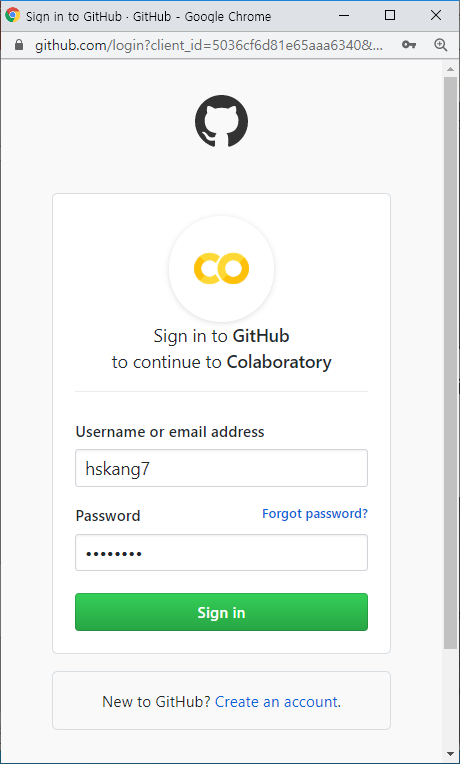 Sign in to GitHub · GitHub - Google Chrome
github.com/login?client_id=5036cf6d81e65aaa6340&...
Sign in to GitHub
to continue to Colaboratory
Username or email address
hskang7
Password Forgot password?
••••••••
Sign in
New to GitHub? Create an account.